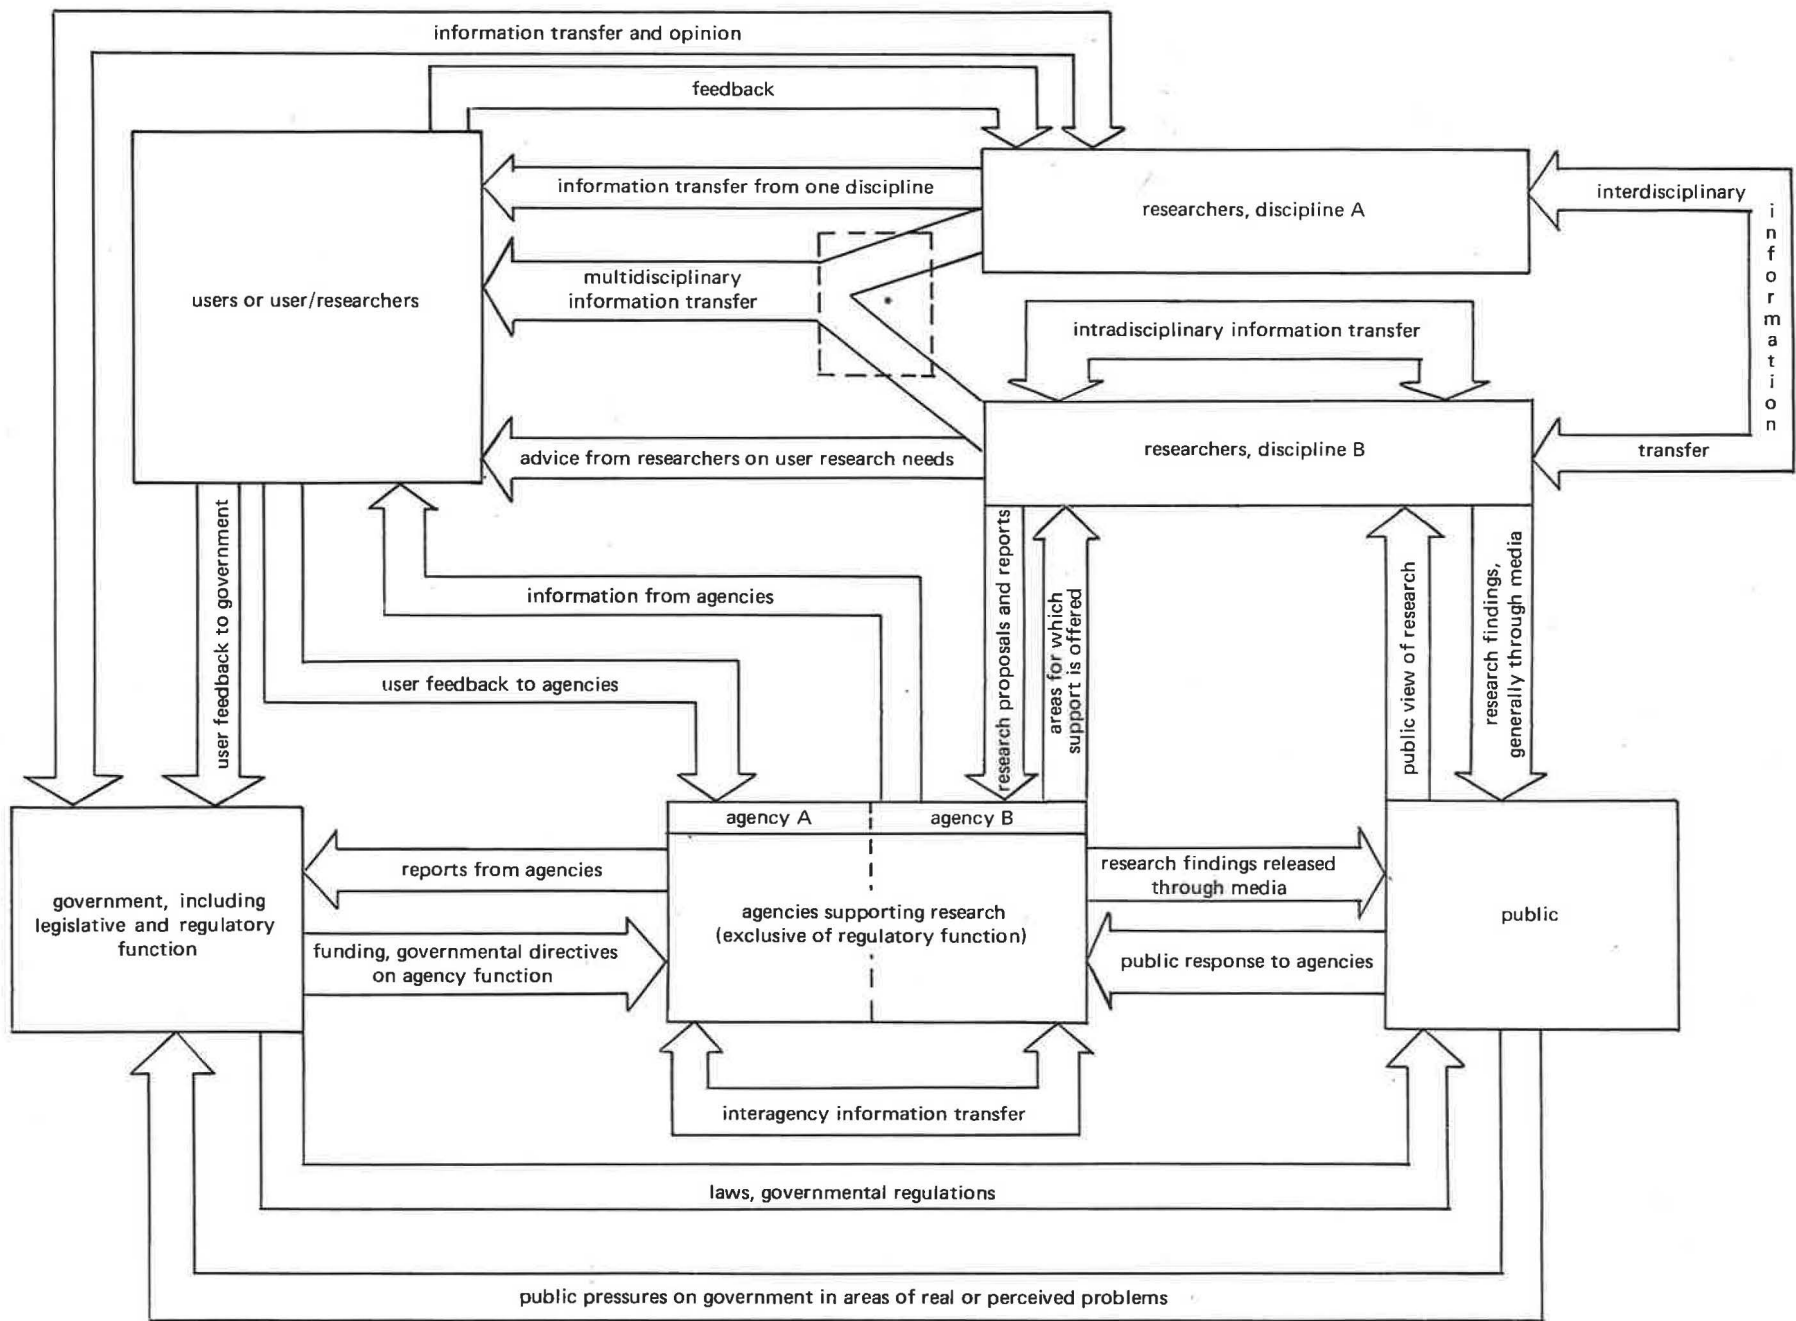 information transfer and opinion
feedback
information transfer from one discipline
researchers, discipline A
interdisciplinary
information
transfer
users or user/researchers
multidisciplinary
information transfer
intradisciplinary information transfer
advice from researchers on user research needs
researchers, discipline B
user feedback to government
information from agencies
user feedback to agencies
research proposals and reports
areas for which
support is offered
public view of research
research findings,
generally through media
agency A
agency B
reports from agencies
research findings released
through media
government, including
legislative and regulatory
function
agencies supporting research
(exclusive of regulatory function)
public
funding, governmental directives
on agency function
public response to agencies
interagency information transfer
laws, governmental regulations
public pressures on government in areas of real or perceived problems